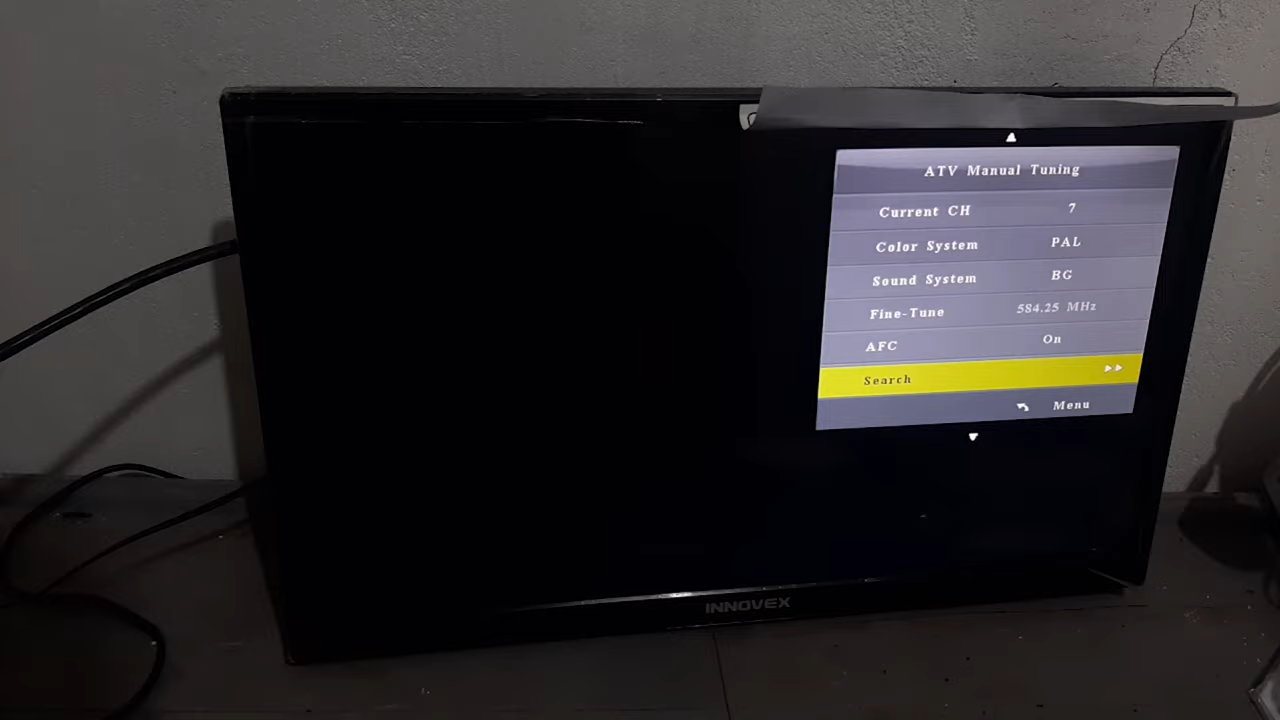 ATV Manual Tuning
Current CH 7
Color System PAL
Sound System BG
Fine-Tune 584.25 MHz
AFC On
Search
Menu
INNOVEX